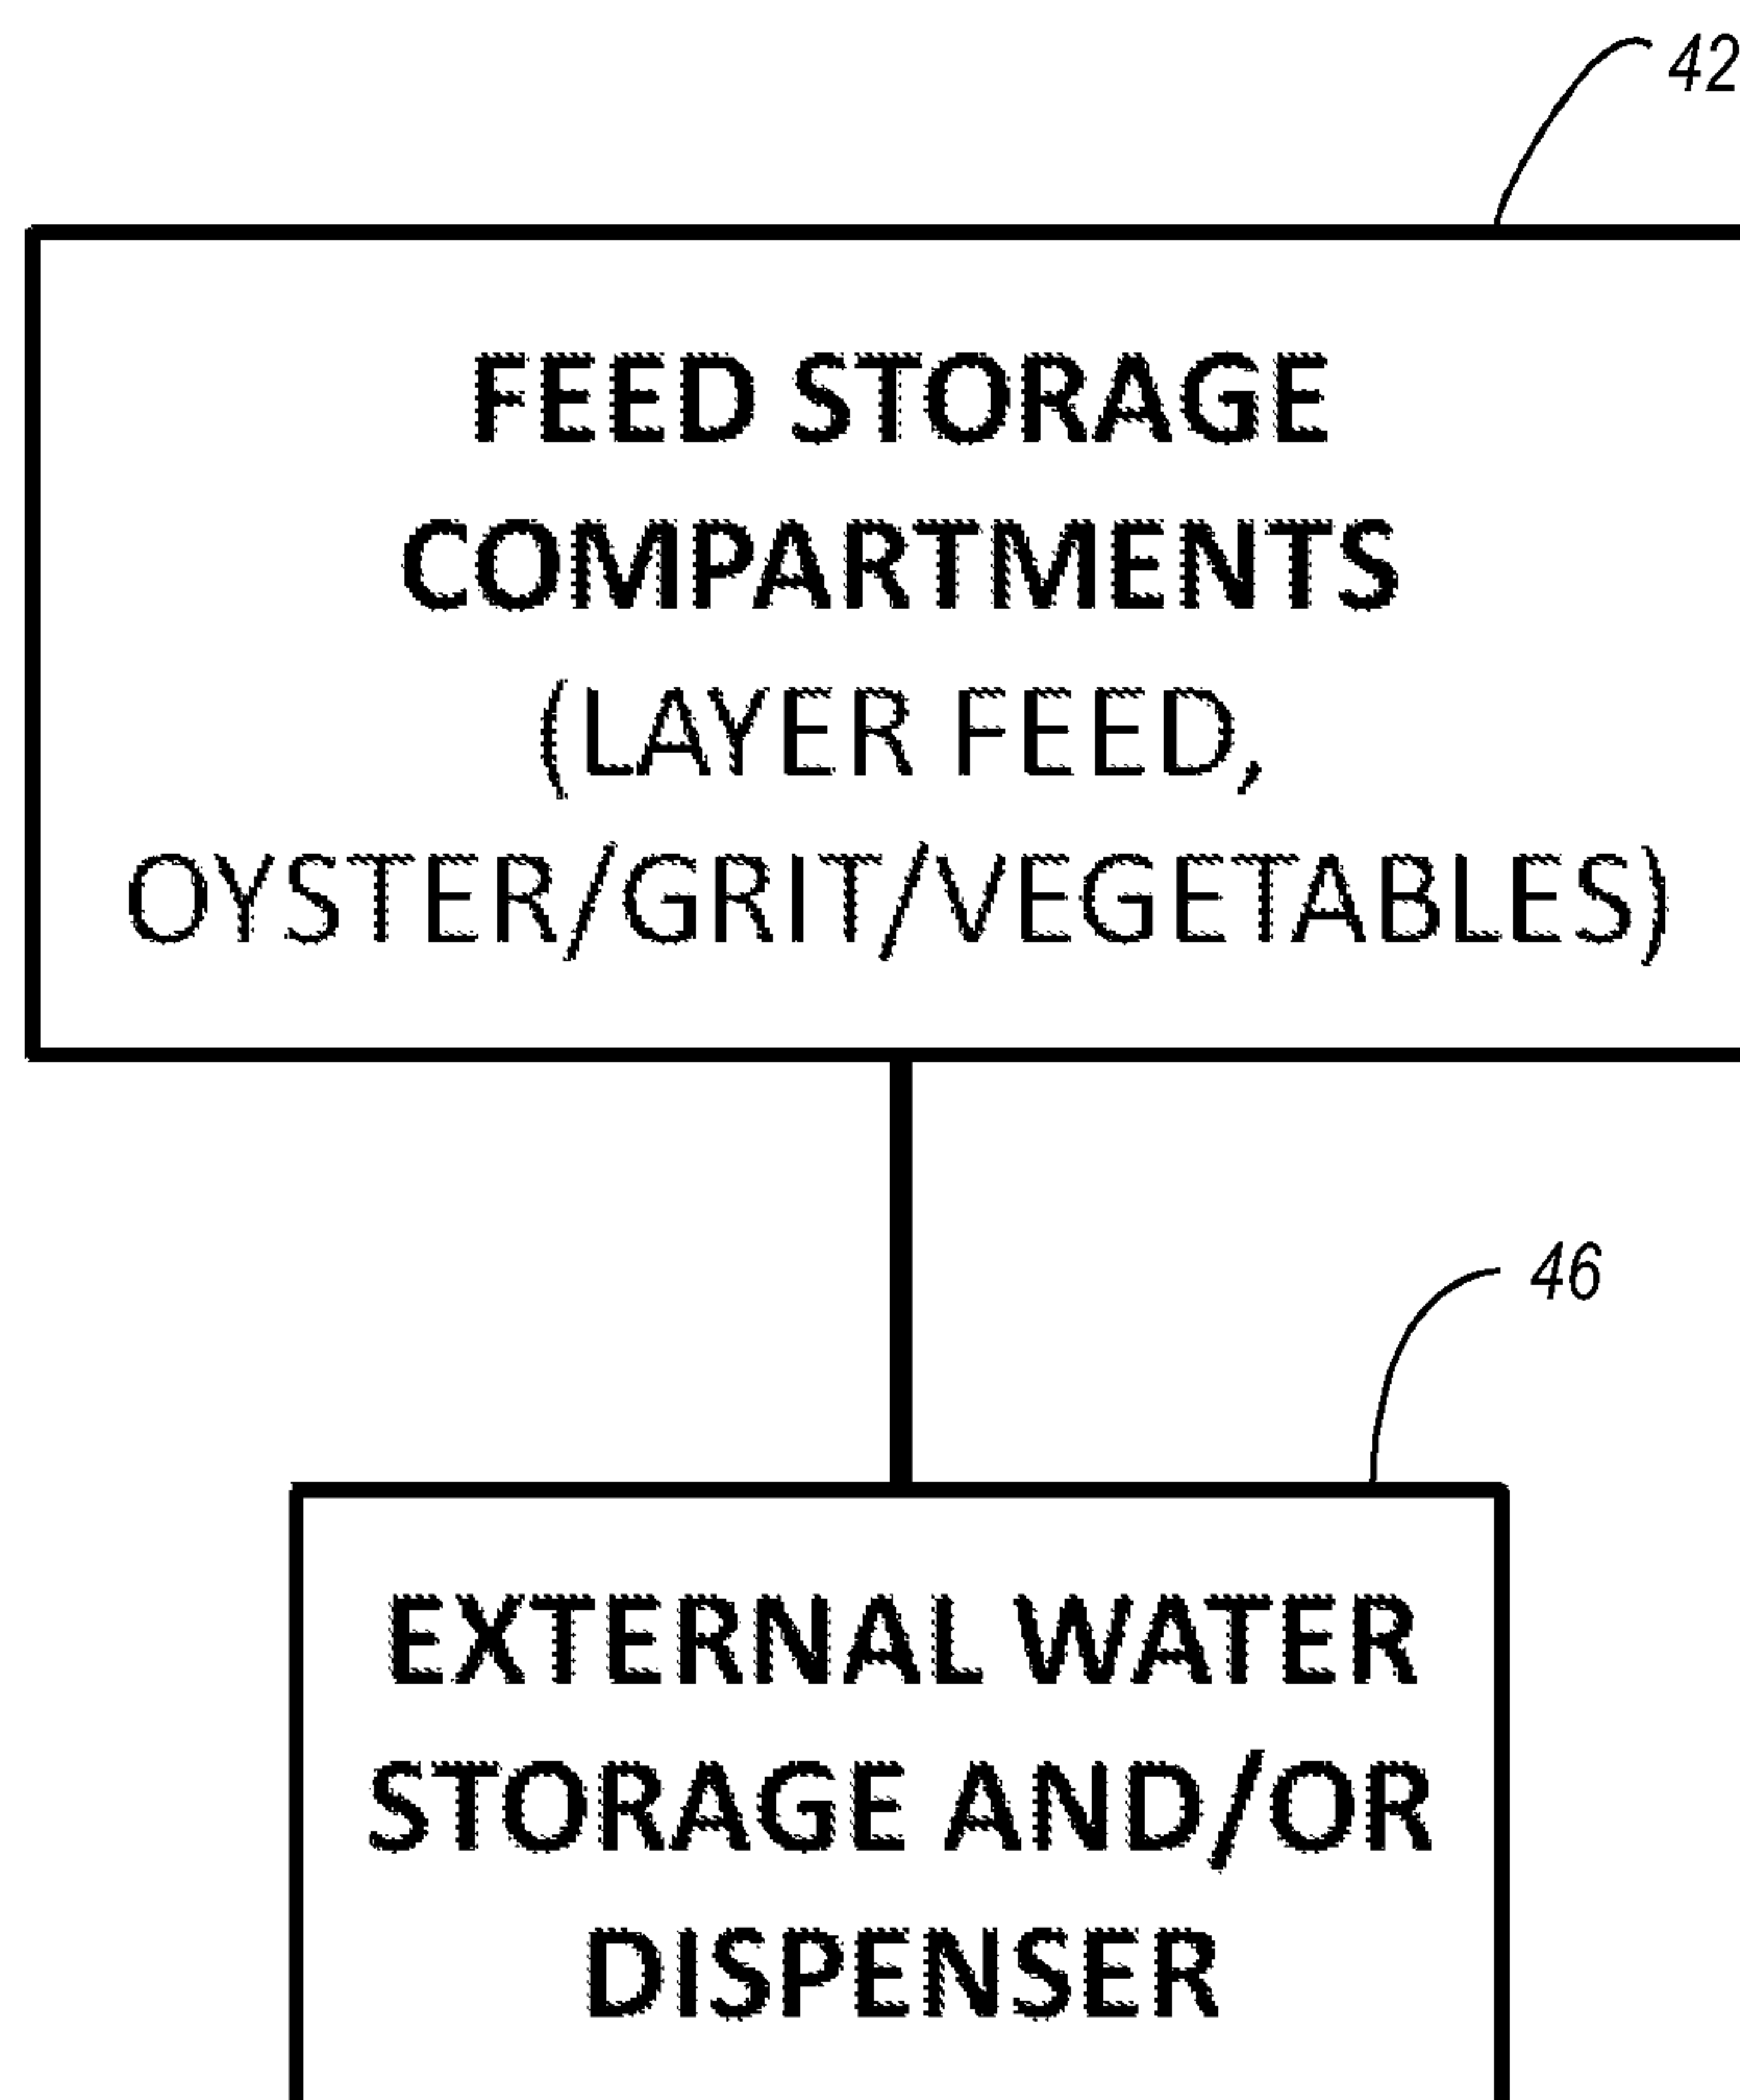 42
FEED STORAGE
COMPARTMENTS
(LAYER FEED,
OYSTER/GRIT/VEGETABLES)
46
EXTERNAL WATER
STORAGE AND/OR
DISPENSER